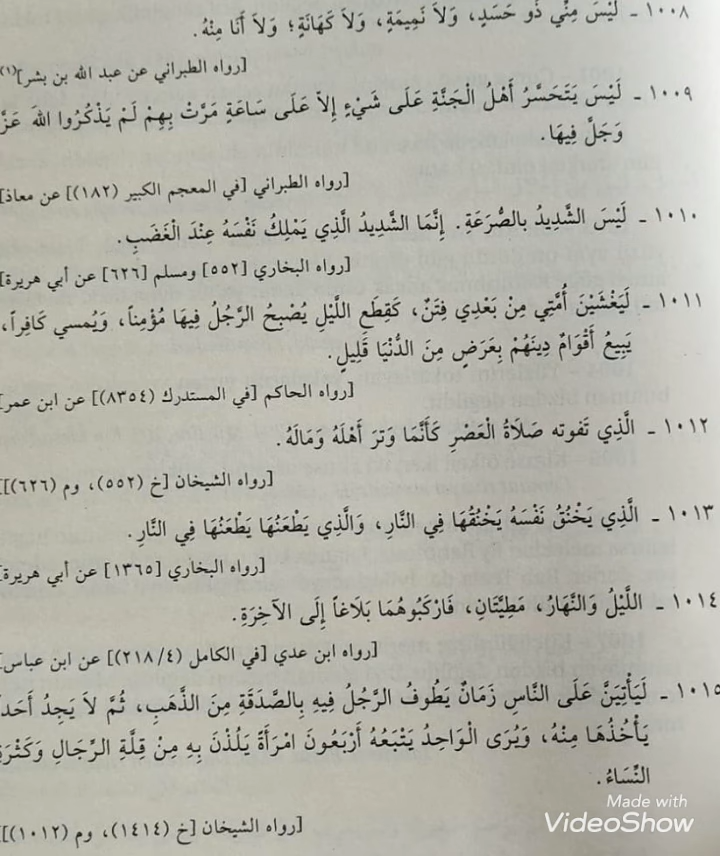 ١٠٠٨ ـ لَيْسَ مِنِّي ذُو حَسَدٍ، وَلاَ نَمِيمَةٍ، وَلاَ كَهَانَةٍ؛ وَلاَ أَنَا مِنْهُ.
[رواه الطبراني عن عبد الله بن بشر](١)
١٠٠٩ ـ لَيْسَ يَتَحَسَّرُ أَهْلُ الْجَنَّةِ عَلَى شَيْءٍ إِلاَّ عَلَى سَاعَةٍ مَرَّتْ بِهِمْ لَمْ يَذْكُرُوا اللهَ عَزَّ
وَجَلَّ فِيهَا.
[رواه الطبراني [في المعجم الكبير (١٨٢)] عن معاذ]
١٠١٠ ـ لَيْسَ الشَّدِيدُ بالصُّرَعَةِ. إِنَّمَا الشَّدِيدُ الَّذِي يَمْلِكُ نَفْسَهُ عِنْدَ الْغَضَبِ.
[رواه البخاري [٥٥٢] ومسلم [٦٢٦] عن أبي هريرة]
١٠١١ ـ لَيَغْشَيَنَّ أُمَّتِي مِنْ بَعْدِي فِتَنٌ، كَقِطَعِ اللَّيْلِ يُصْبِحُ الرَّجُلُ فِيهَا مُؤْمِناً، وَيُمسي كَافِراً،
يَبِيعُ أَقْوَامٌ دِينَهُمْ بِعَرَضٍ مِنَ الدُّنْيَا قَلِيلٍ.
[رواه الحاكم [في المستدرك (٨٣٥٤)] عن ابن عمر]
١٠١٢ ـ الَّذِي تَفوته صَلاَةُ الْعَصْرِ كَأَنَّمَا وَتَرَ أَهْلَهُ وَمَالَهُ.
[رواه الشيخان [خ (٥٥٢)، وم (٦٢٦)]]
١٠١٣ ـ الَّذِي يَخْنُقُ نَفْسَهُ يَخْنُقُهَا فِي النَّارِ، وَالَّذِي يَطْعَنُهَا يَطْعَنُهَا فِي النَّارِ.
[رواه البخاري [١٣٦٥] عن أبي هريرة]
١٠١٤ ـ اللَّيْلُ وَالنَّهَارُ، مَطِيَّتَانِ، فَارْكَبُوهُمَا بَلَاغاً إِلَى الآخِرَةِ.
[رواه ابن عدي [في الكامل (٢١٨/٤)] عن ابن عباس]
١٠١٥ ـ لَيَأْتِيَنَّ عَلَى النَّاسِ زَمَانٌ يَطُوفُ الرَّجُلُ فِيهِ بِالصَّدَقَةِ مِنَ الذَّهَبِ، ثُمَّ لاَ يَجِدُ أَحَداً
يَأْخُذُهَا مِنْهُ، وَيُرَى الْوَاحِدُ يَتْبَعُهُ أَرْبَعُونَ امْرَأَةً يَلُذْنَ بِهِ مِنْ قِلَّةِ الرِّجَالِ وَكَثْرَةِ
النِّسَاءُ.
[رواه الشيخان [خ (١٤١٤)، وم (١٠١٢)]]
Made with
VideoShow